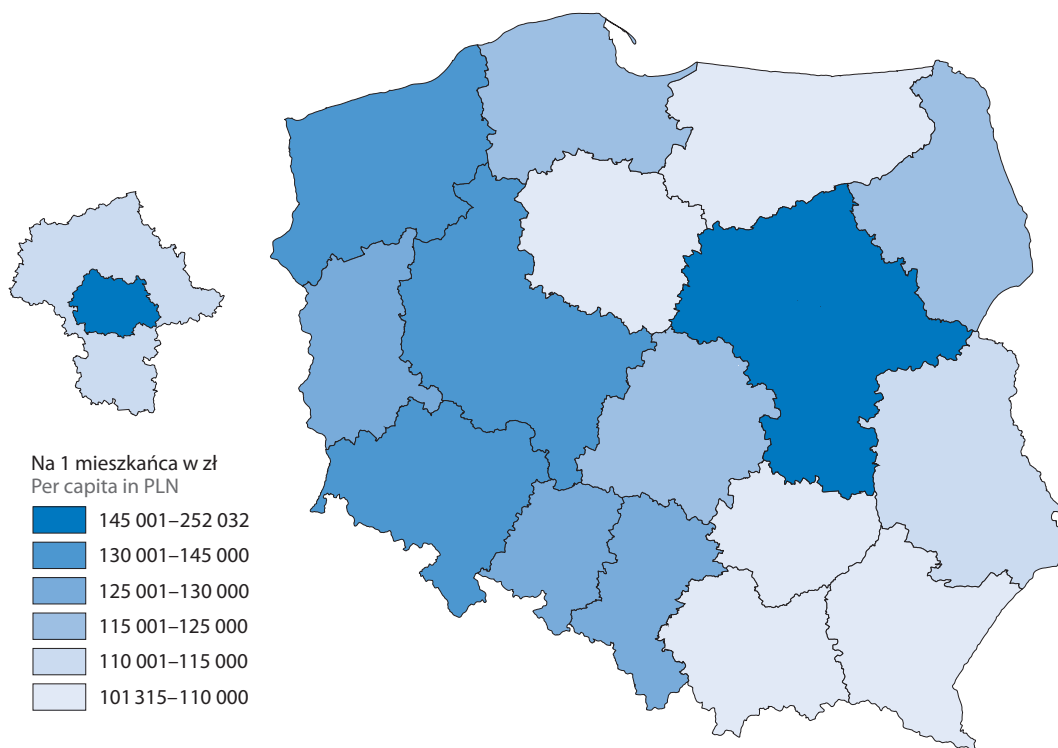 Na 1 mieszkańca w zł
Per capita in PLN
145 001–252 032
130 001–145 000
125 001–130 000
115 001–125 000
110 001–115 000
101 315–110 000